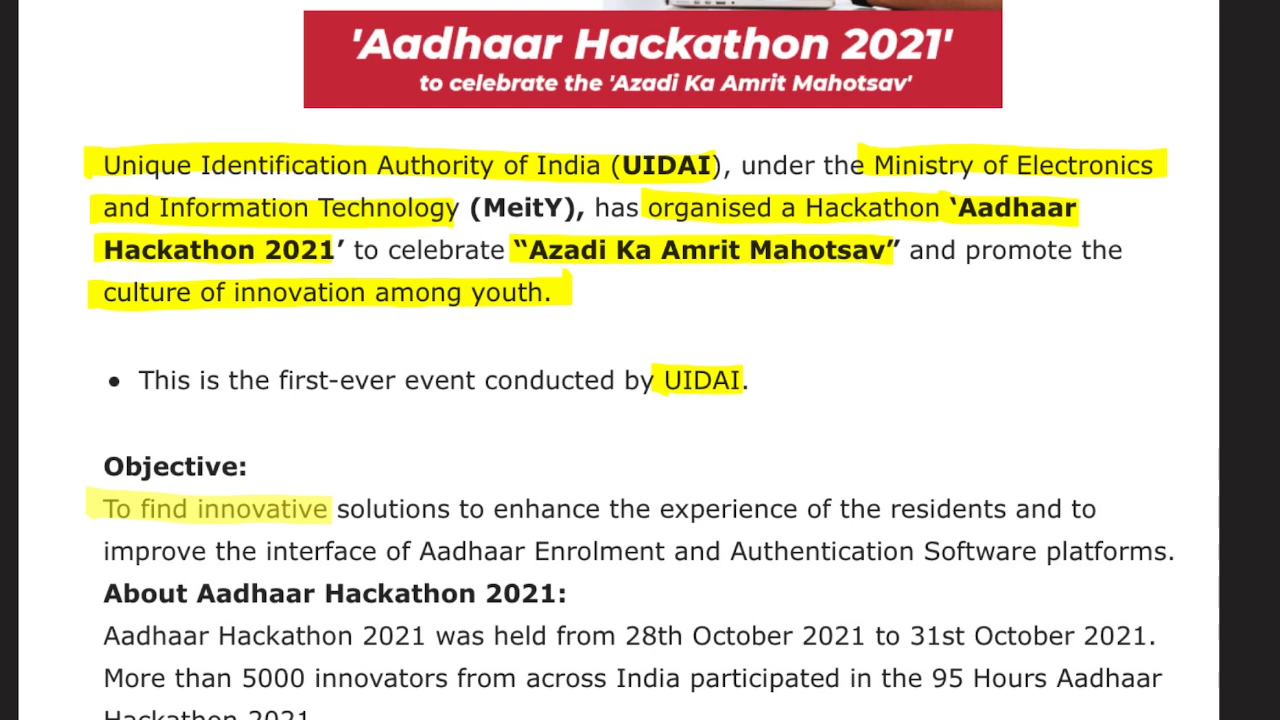 'Aadhaar Hackathon 2021'
to celebrate the 'Azadi Ka Amrit Mahotsav'
Unique Identification Authority of India (UIDAI), under the Ministry of Electronics
and Information Technology (MeitY), has organised a Hackathon ‘Aadhaar
Hackathon 2021’ to celebrate “Azadi Ka Amrit Mahotsav” and promote the
culture of innovation among youth.
• This is the first-ever event conducted by UIDAI.
Objective:
To find innovative solutions to enhance the experience of the residents and to
improve the interface of Aadhaar Enrolment and Authentication Software platforms.
About Aadhaar Hackathon 2021:
Aadhaar Hackathon 2021 was held from 28th October 2021 to 31st October 2021.
More than 5000 innovators from across India participated in the 95 Hours Aadhaar
Hackathon 2021